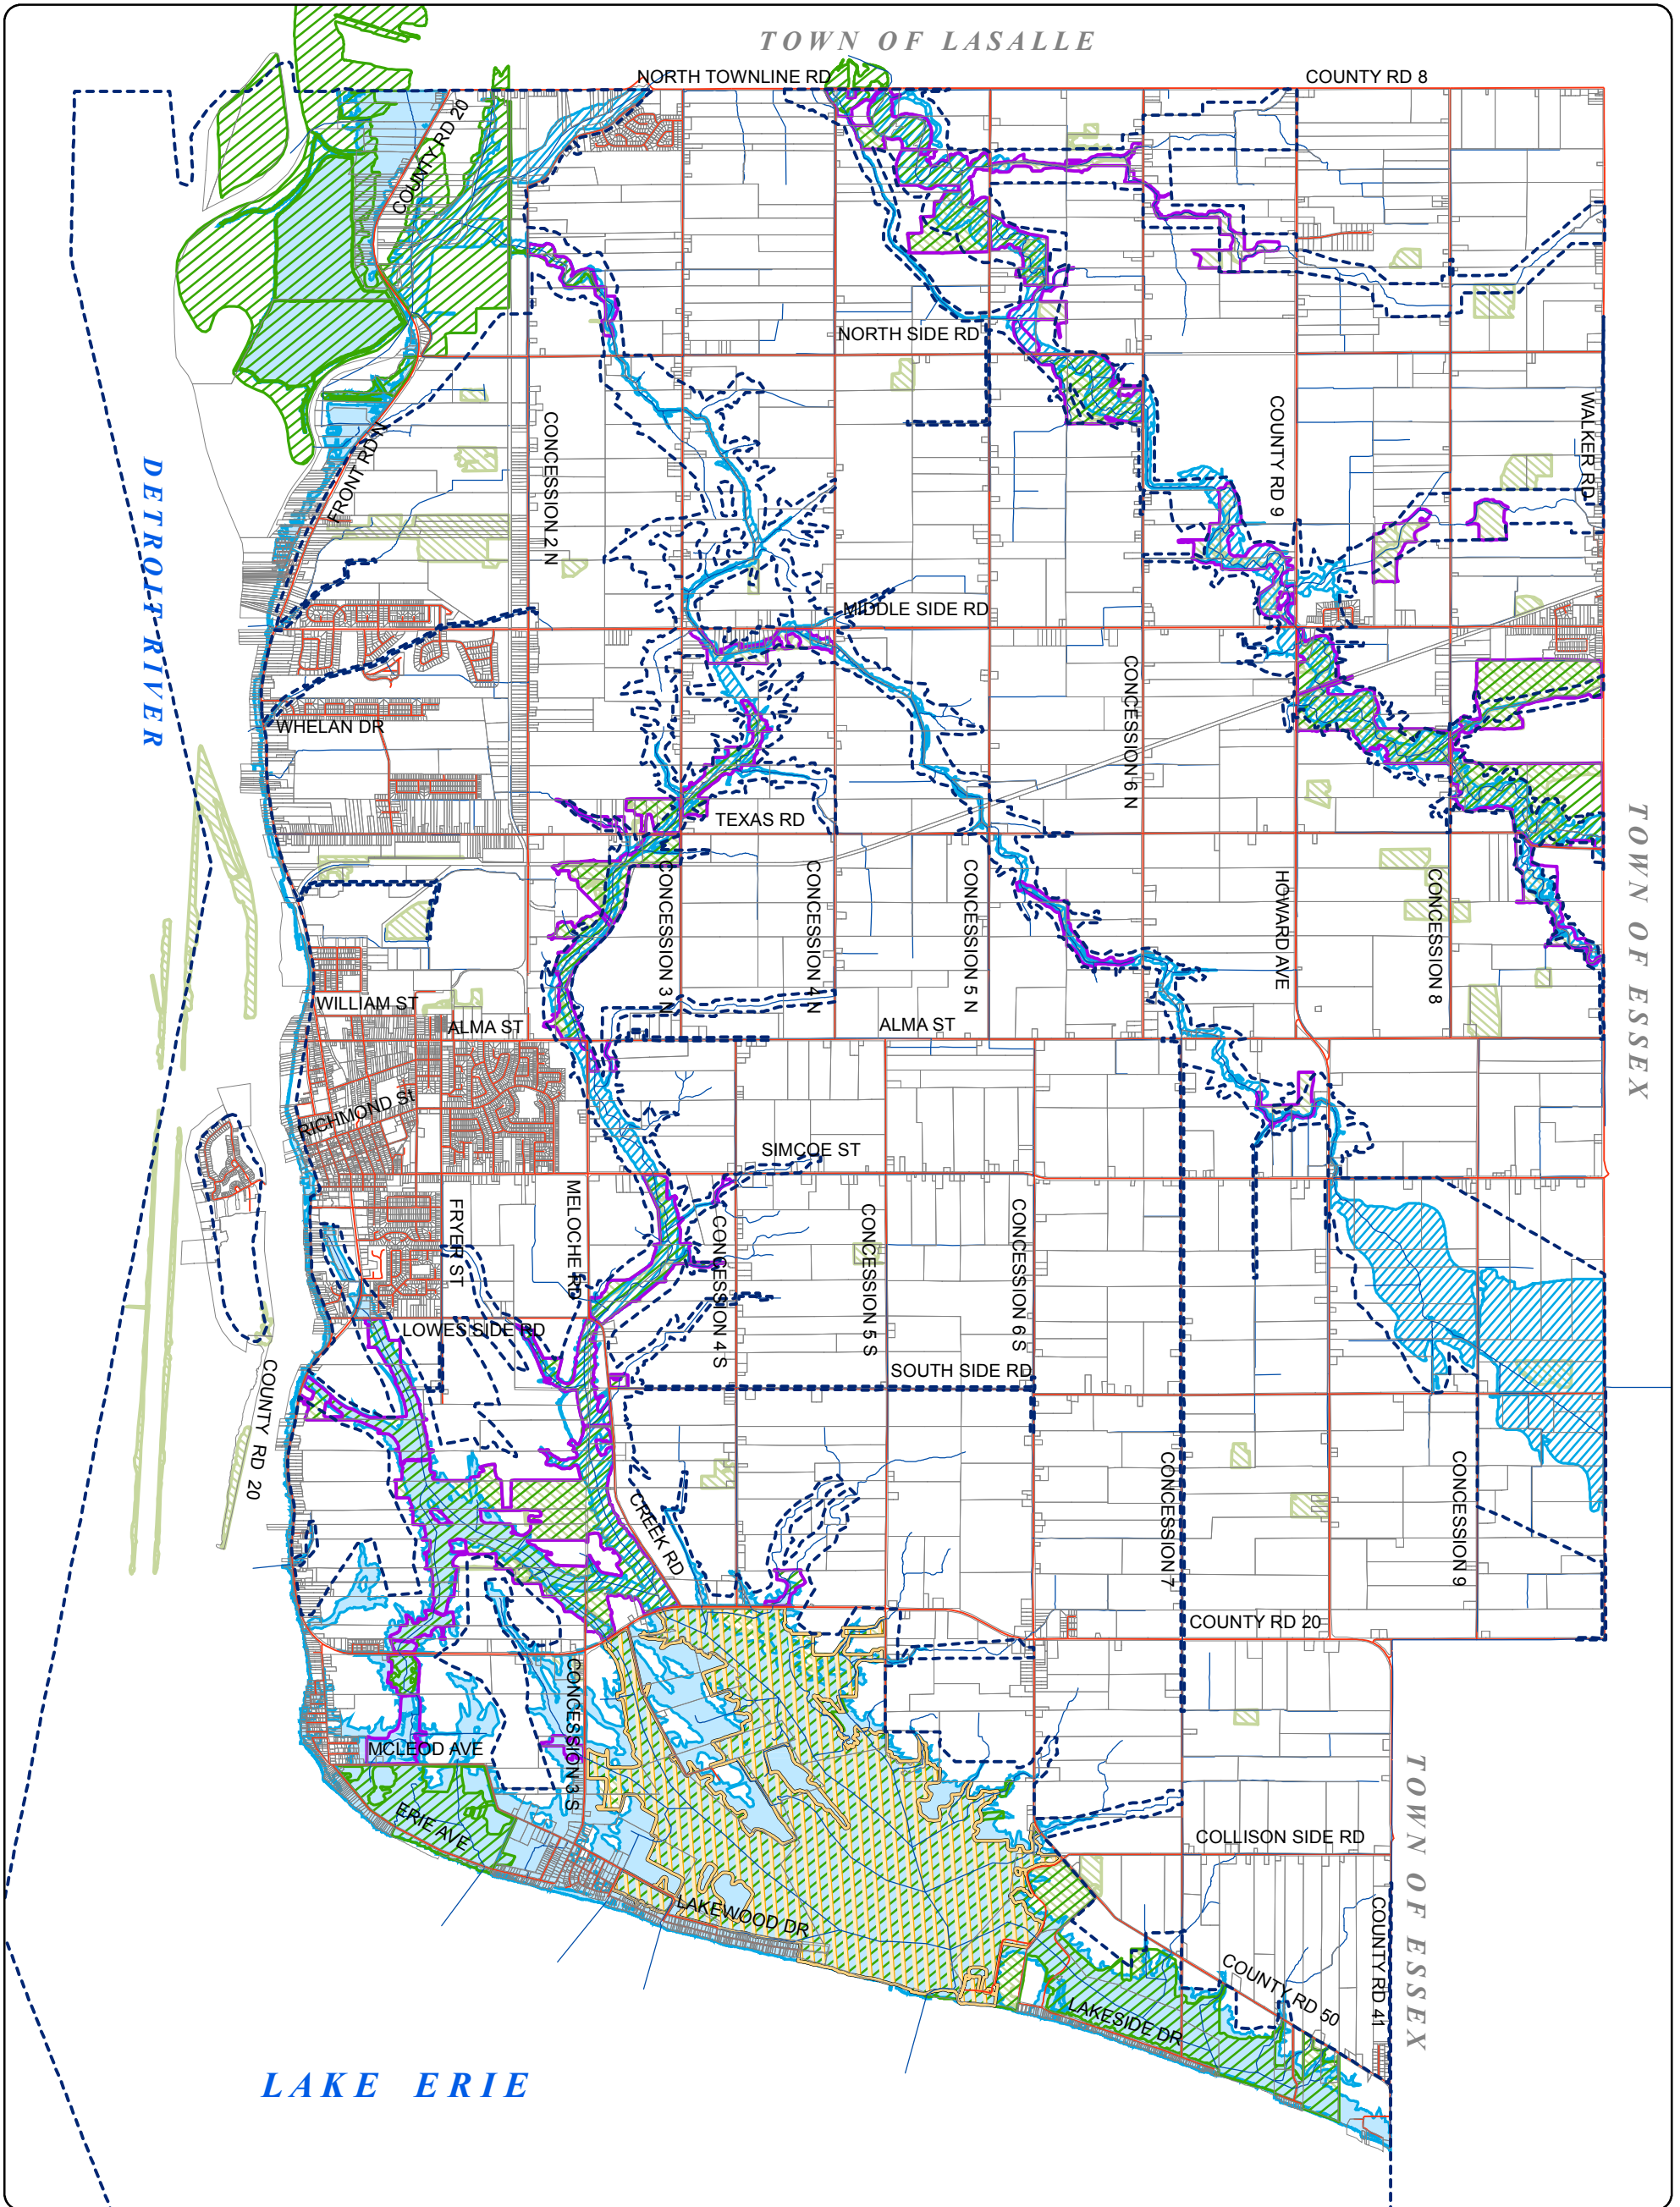 TOWN OF LASALLE
NORTH TOWNLINE RD
COUNTY RD 8
COUNTY RD 20
NORTH SIDE RD
WALKER RD
COUNTY RD 9
CONCESSION 2 N
FRONT RD N
DETROIT RIVER
MIDDLE SIDE RD
CONCESSION 6 N
WHELAN DR
TEXAS RD
TOWN OF ESSEX
CONCESSION 3 N
CONCESSION 4 N
CONCESSION 5 N
HOWARD AVE
CONCESSION 8
WILLIAM ST
ALMA ST
ALMA ST
RICHMOND St
SIMCOE ST
FRYER ST
MELOCHE RD
CONCESSION 4 S
CONCESSION 5 S
CONCESSION 6 S
LOWES SIDE RD
SOUTH SIDE RD
COUNTY RD 20
CONCESSION 7
CONCESSION 9
CREEK RD
COUNTY RD 20
CONCESSION 3 S
MCLEOD AVE
TOWN OF ESSEX
ERIE AVE
COLLISON SIDE RD
LAKEWOOD DR
COUNTY RD 41
COUNTY RD 50
LAKESIDE DR
LAKE ERIE